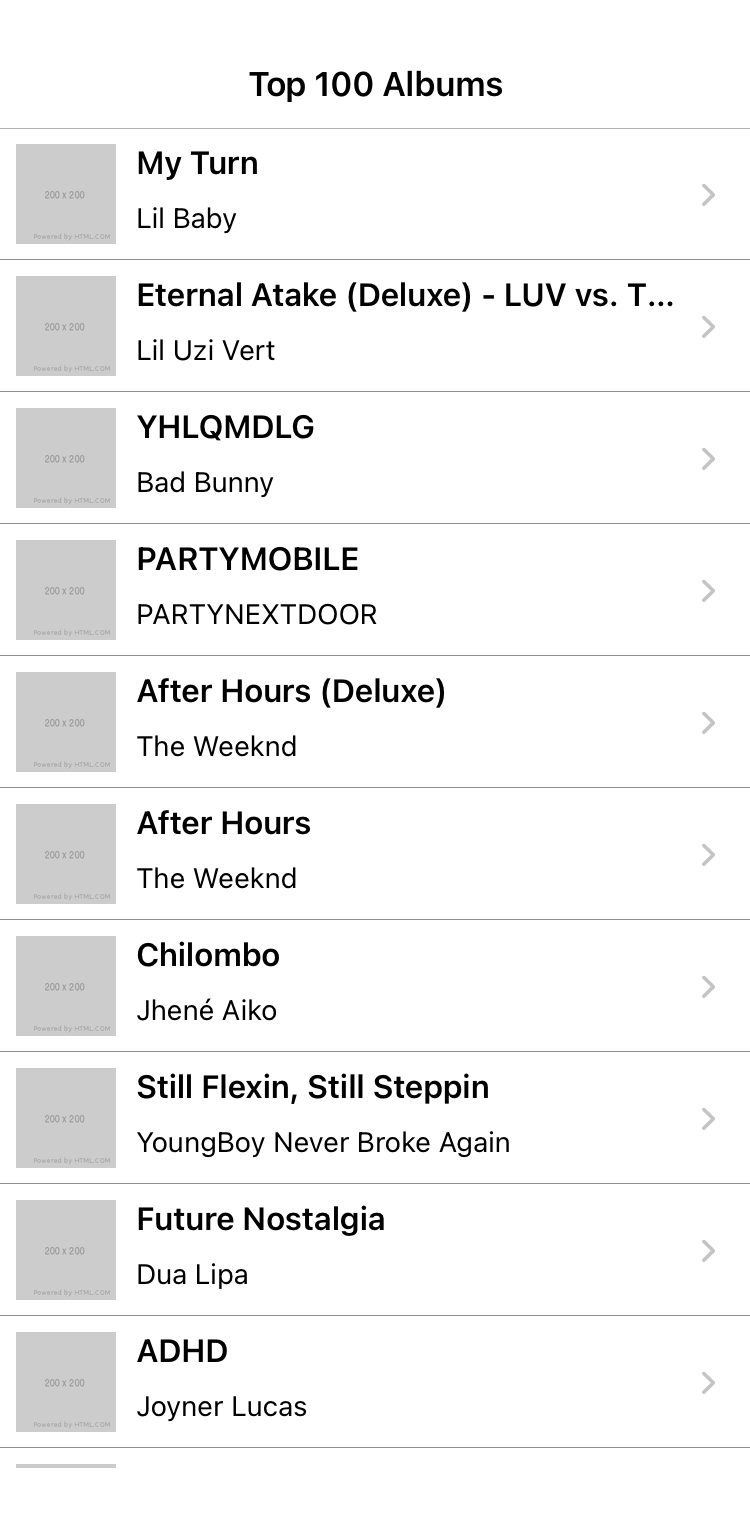 Top 100 Albums
200 x 200
Powered by HTML.COM
My Turn
Lil Baby
200 x 200
Powered by HTML.COM
Eternal Atake (Deluxe) - LUV vs. T...
Lil Uzi Vert
200 x 200
Powered by HTML.COM
YHLQMDLG
Bad Bunny
200 x 200
Powered by HTML.COM
PARTYMOBILE
PARTYNEXTDOOR
200 x 200
Powered by HTML.COM
After Hours (Deluxe)
The Weeknd
200 x 200
Powered by HTML.COM
After Hours
The Weeknd
200 x 200
Powered by HTML.COM
Chilombo
Jhené Aiko
200 x 200
Powered by HTML.COM
Still Flexin, Still Steppin
YoungBoy Never Broke Again
200 x 200
Powered by HTML.COM
Future Nostalgia
Dua Lipa
200 x 200
Powered by HTML.COM
ADHD
Joyner Lucas